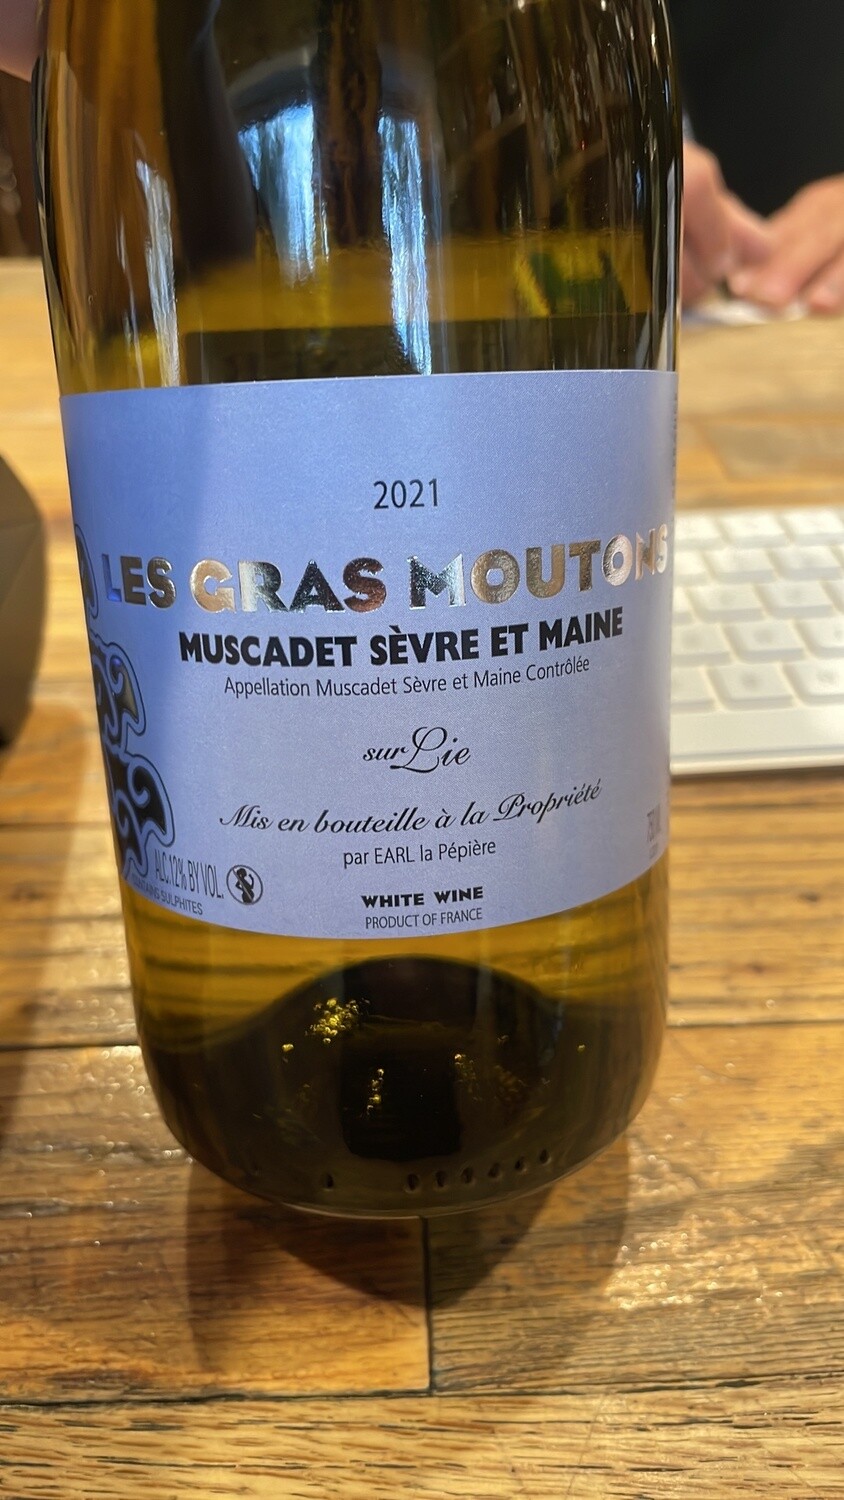 2021
LES GRAS MOUTONS
MUSCADET SÈVRE ET MAINE
Appellation Muscadet Sèvre et Maine Contrôlée
sur Lie
Mis en bouteille à la Propriété
par EARL la Pépière
ALC.12% BY VOL.
CONTAINS SULPHITES
WHITE WINE
PRODUCT OF FRANCE